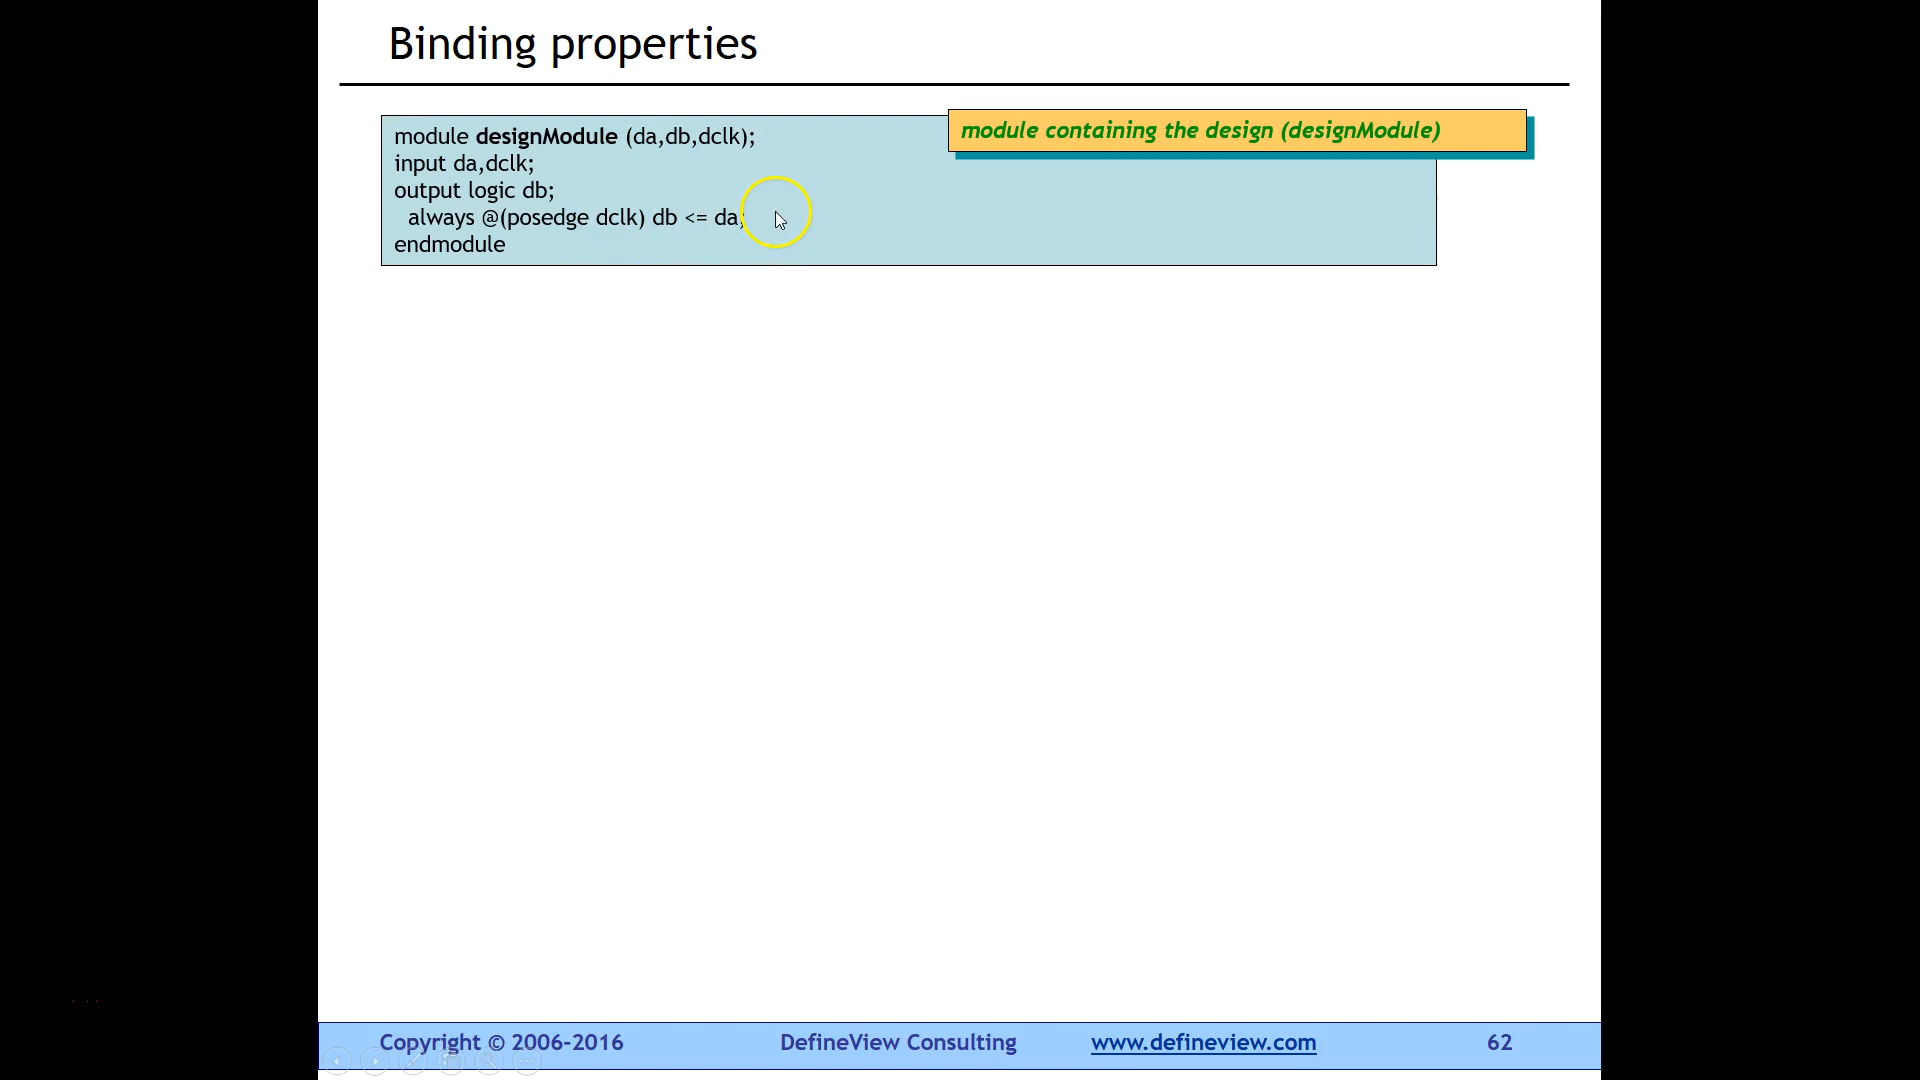 Binding properties
module containing the design (designModule)
module designModule (da,db,dclk);
input da,dclk;
output logic db;
always @(posedge dclk) db <= da;
endmodule
Copyright © 2006-2016 DefineView Consulting www.defineview.com 62